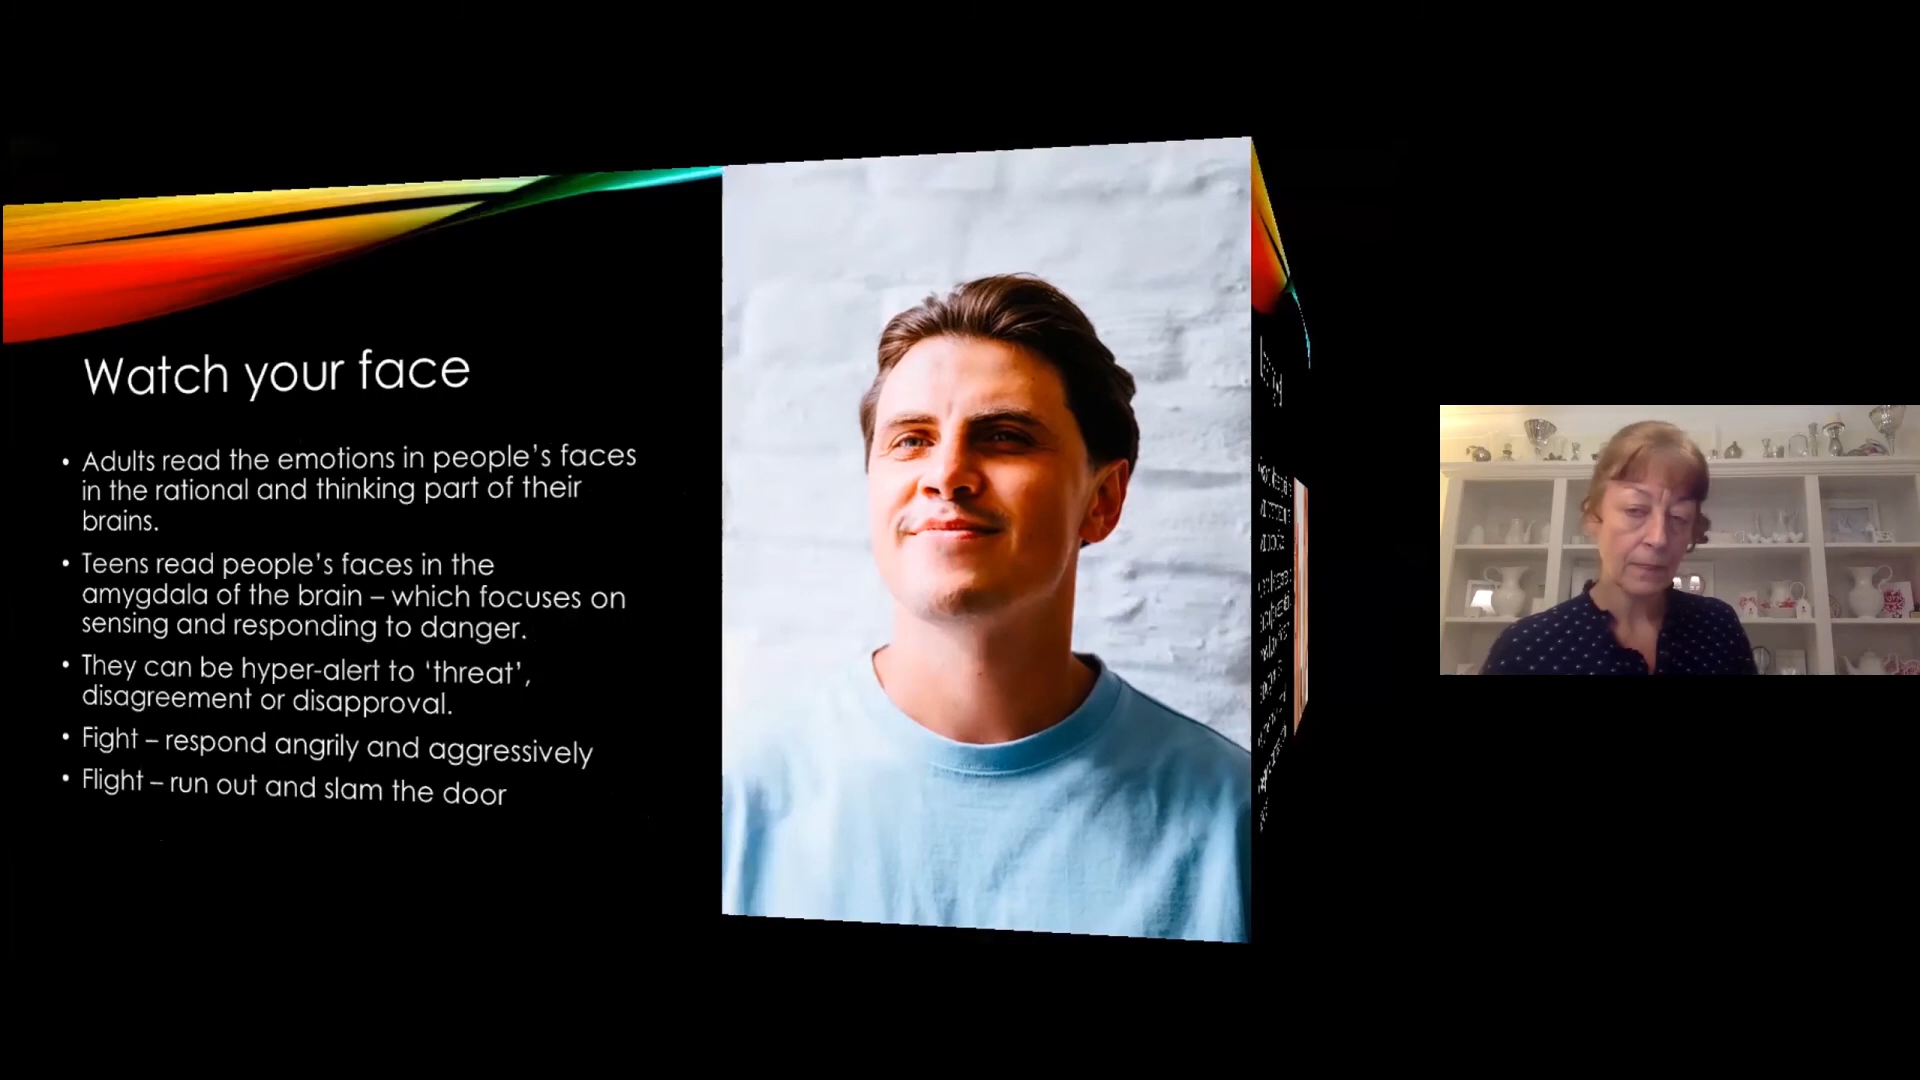 Watch your face
• Adults read the emotions in people’s faces
in the rational and thinking part of their
brains.
• Teens read people’s faces in the
amygdala of the brain – which focuses on
sensing and responding to danger.
• They can be hyper-alert to ‘threat’,
disagreement or disapproval.
• Fight – respond angrily and aggressively
• Flight – run out and slam the door